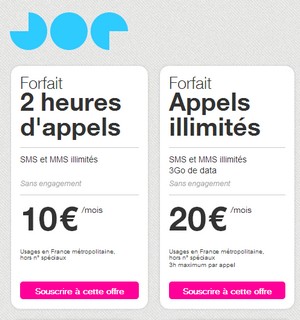 JOE
Forfait
2 heures
d'appels
SMS et MMS illimités
Sans engagement
10€ /mois
Usages en France métropolitaine,
hors n° spéciaux
Souscrire à cette offre
Forfait
Appels
illimités
SMS et MMS illimités
3Go de data
Sans engagement
20€ /mois
Usages en France métropolitaine,
hors n° spéciaux
3h maximum par appel
Souscrire à cette offre